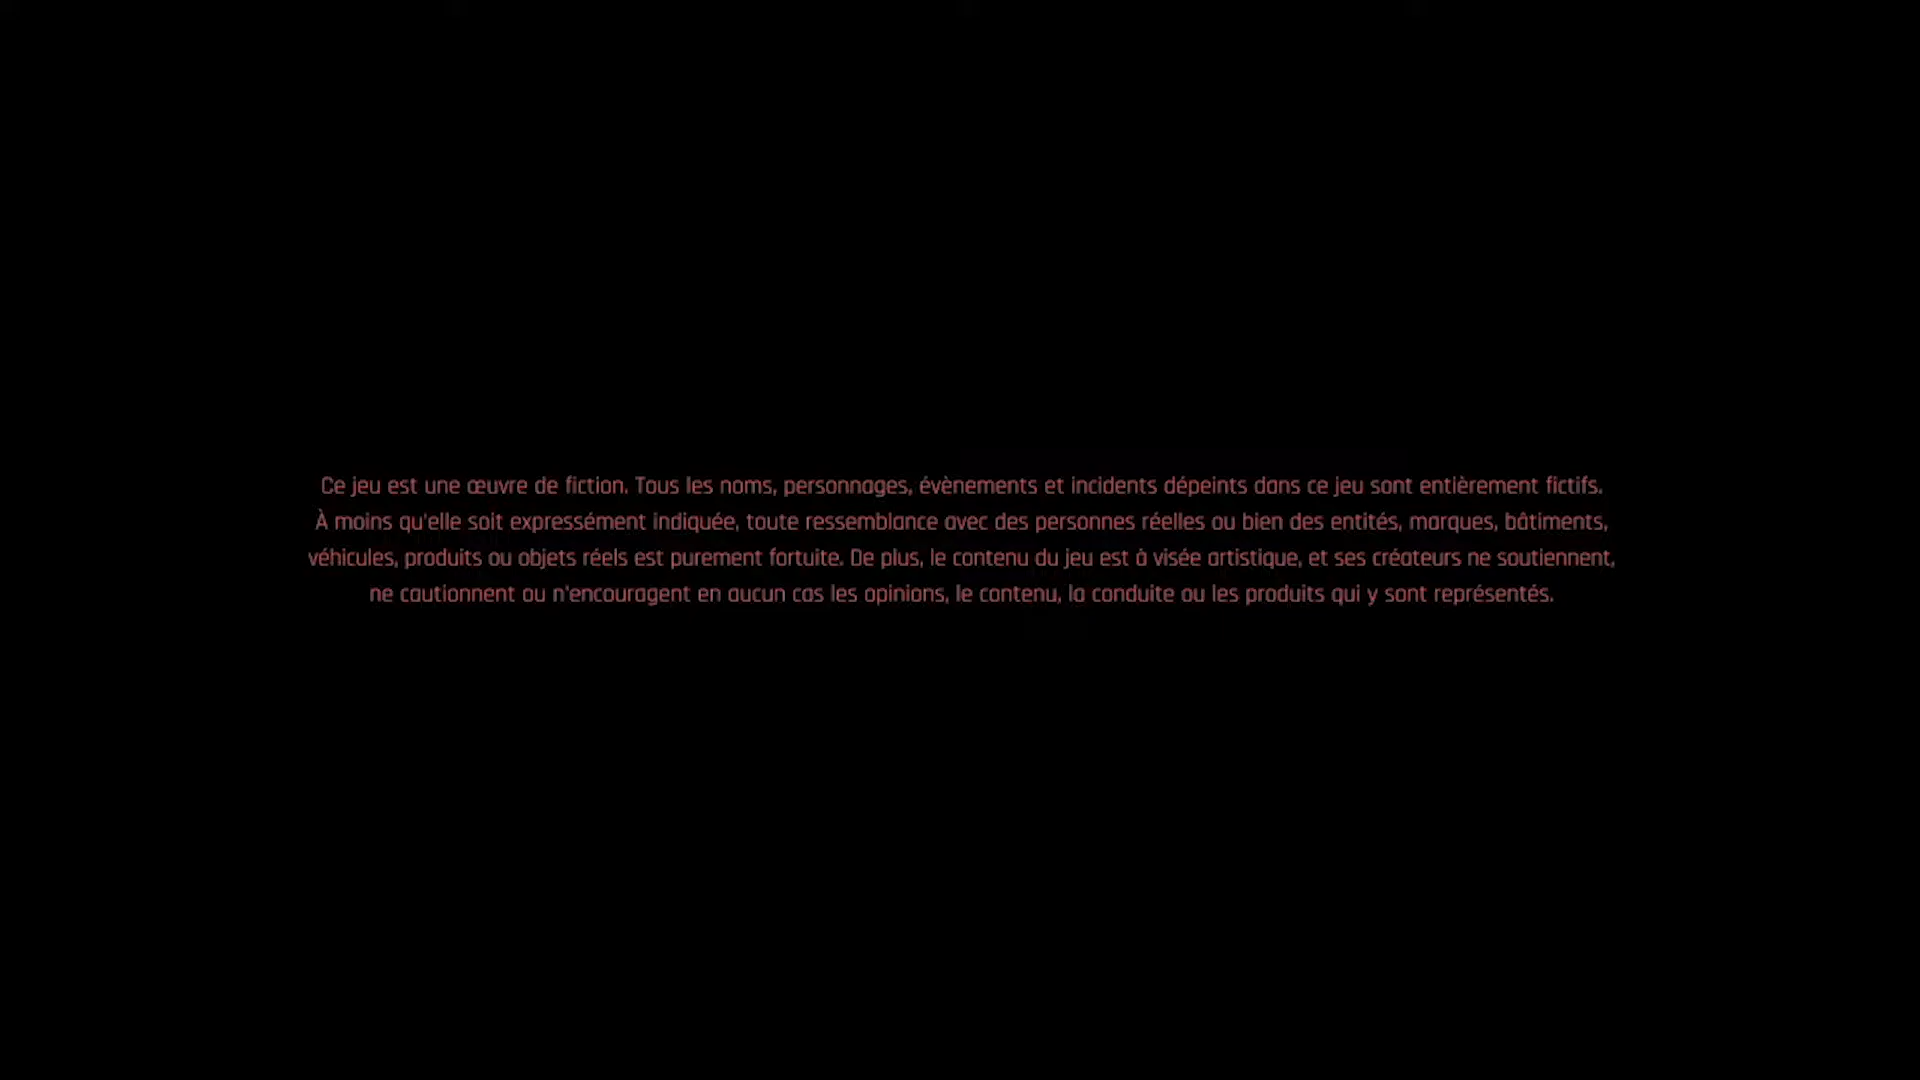 Ce jeu est une œuvre de fiction. Tous les noms, personnages, évènements et incidents dépeints dans ce jeu sont entièrement fictifs.
À moins qu'elle soit expressément indiquée, toute ressemblance avec des personnes réelles ou bien des entités, marques, bâtiments,
véhicules, produits ou objets réels est purement fortuite. De plus, le contenu du jeu est à visée artistique, et ses créateurs ne soutiennent,
ne cautionnent ou n'encouragent en aucun cas les opinions, le contenu, la conduite ou les produits qui y sont représentés.